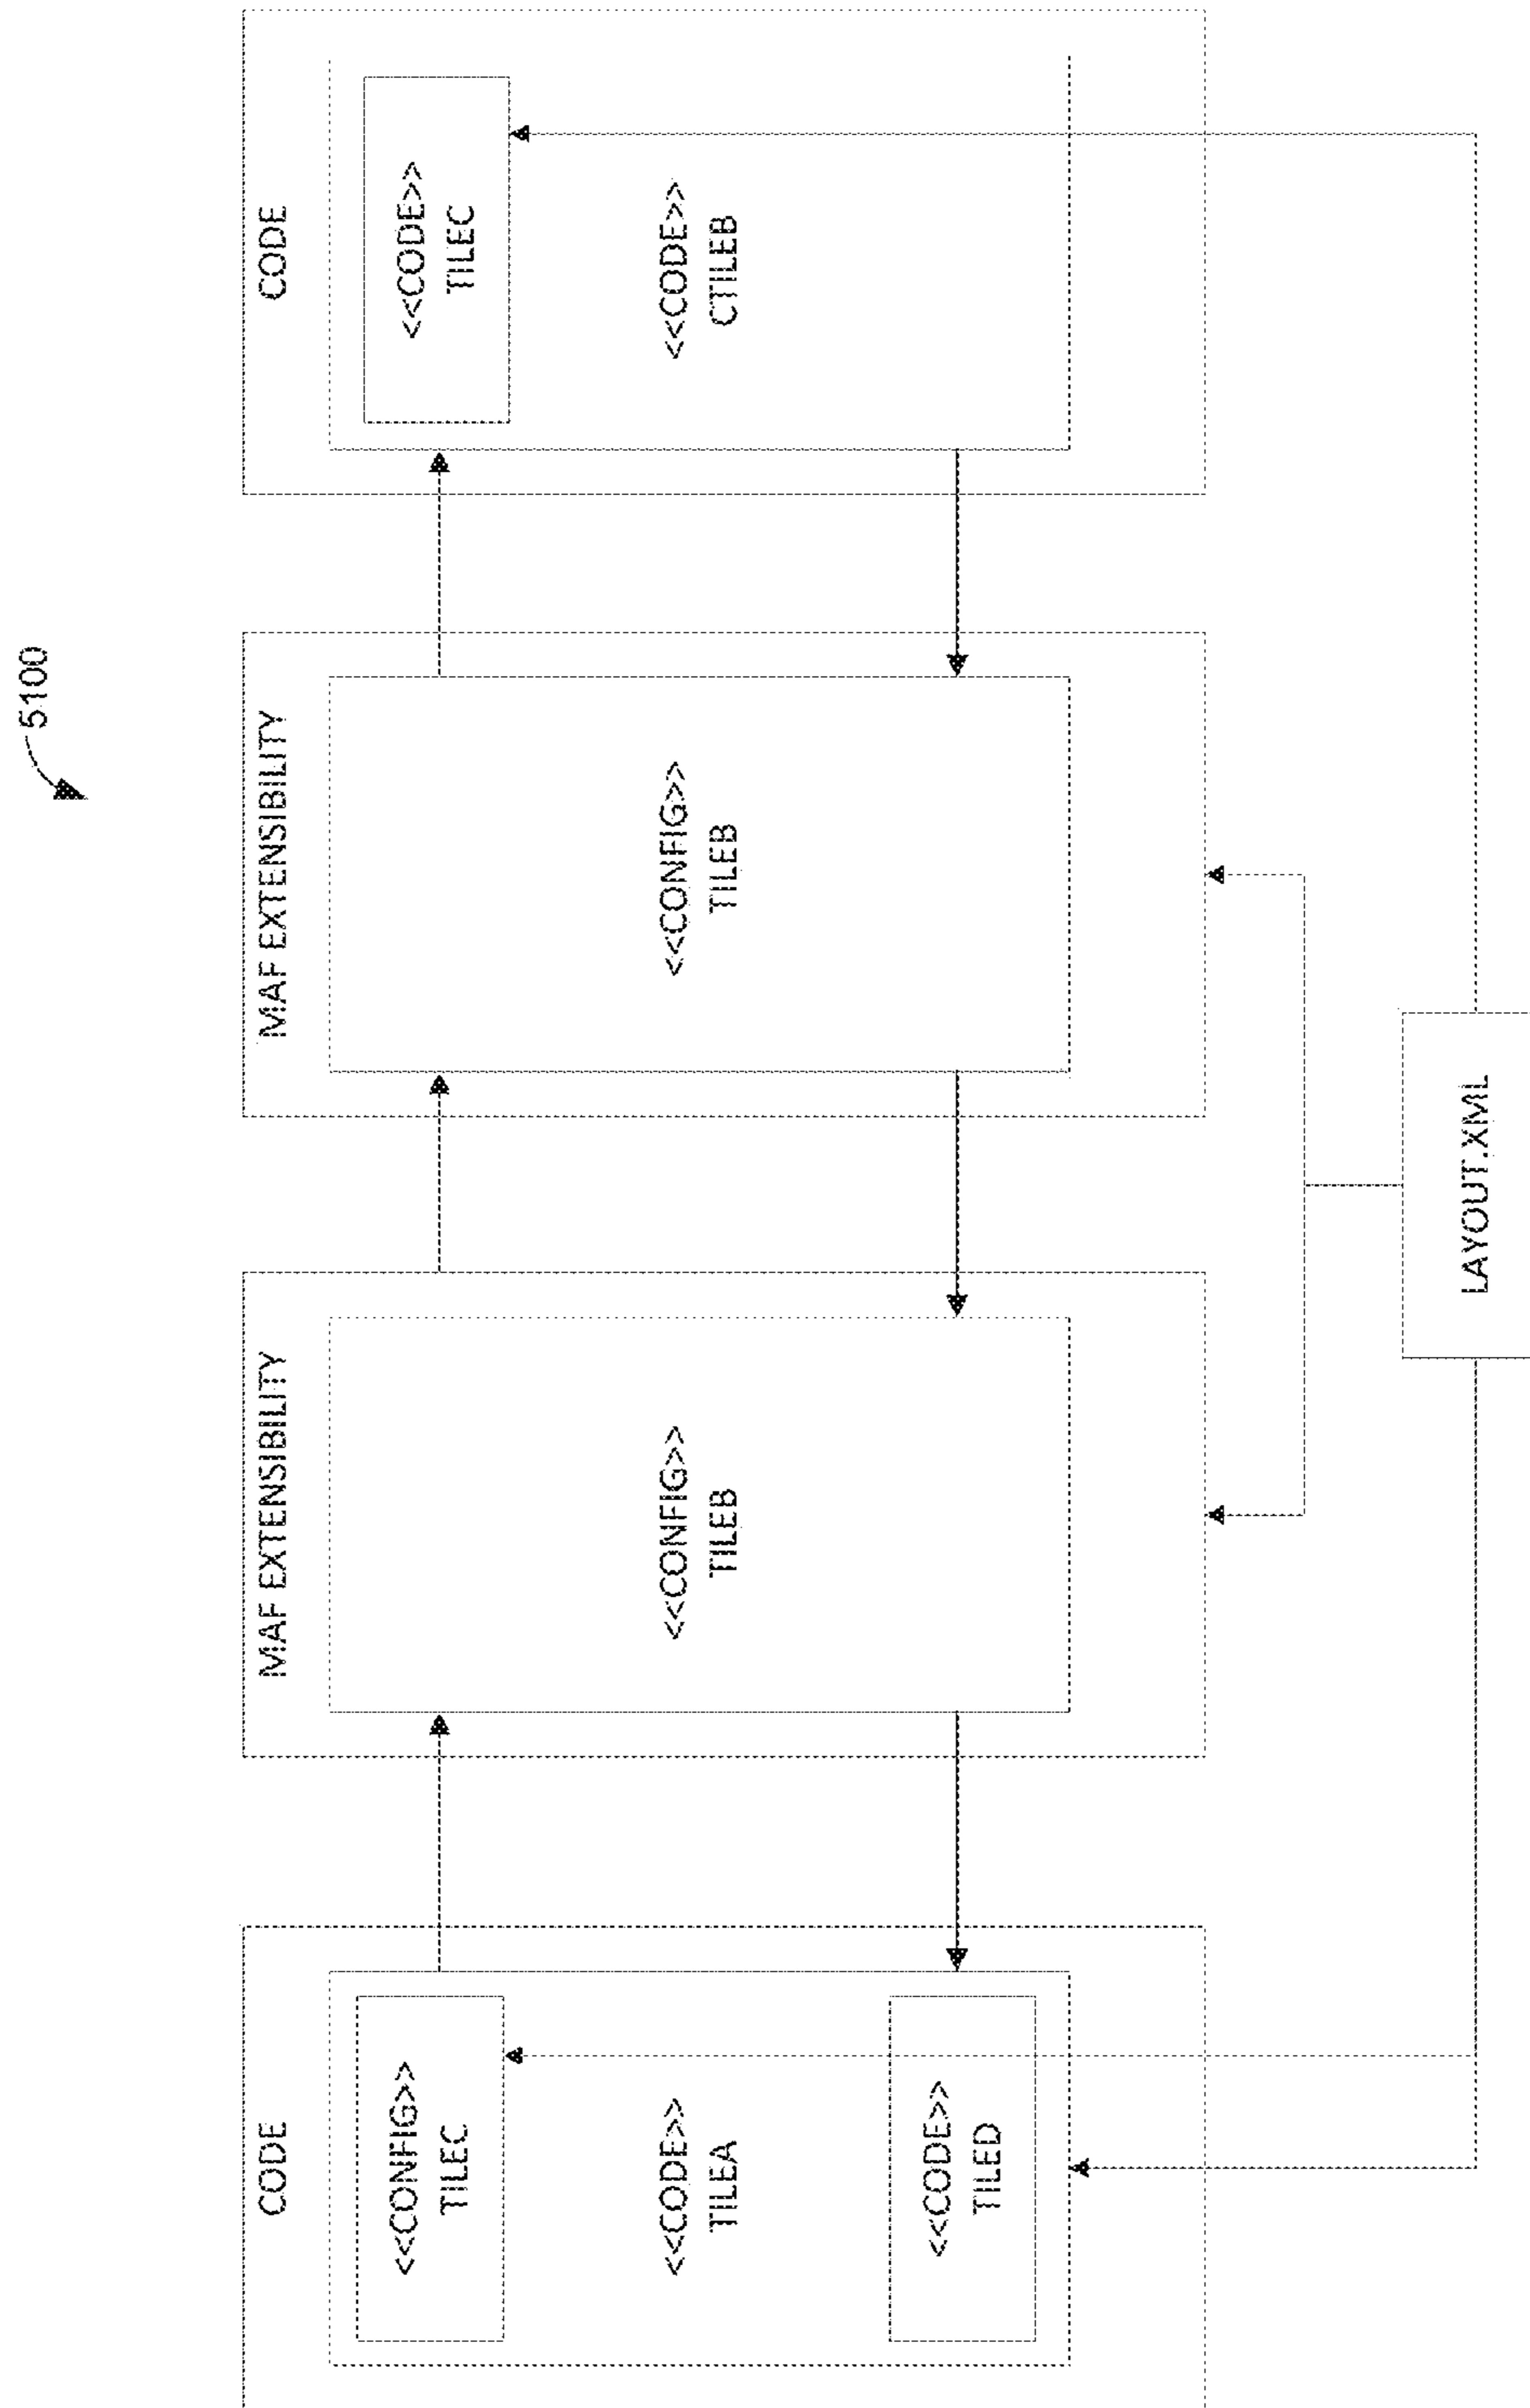 5100
CODE
<<CONFIG>>
TILEC
<<CODE>>
TILEA
<<CODE>>
TILED
MAF EXTENSIBILITY
<<CONFIG>>
TILEB
MAF EXTENSIBILITY
<<CONFIG>>
TILEB
CODE
<<CODE>>
TILEC
<<CODE>>
CTILEB
LAYOUT.XML